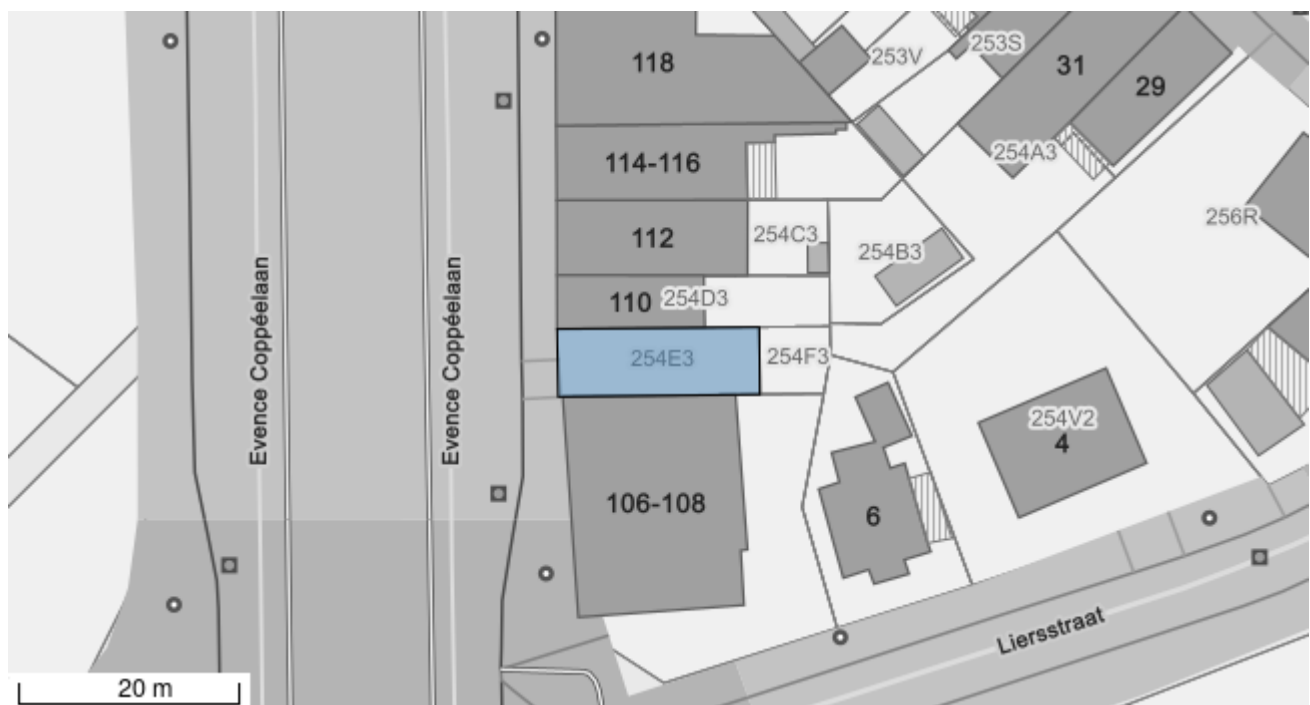 118
253V
253S
31
29
114-116
254A3
256R
112
254C3
254B3
110
254D3
Evence Coppéelaan
Evence Coppéelaan
254E3
254F3
254V2
4
106-108
6
Liersstraat
20 m